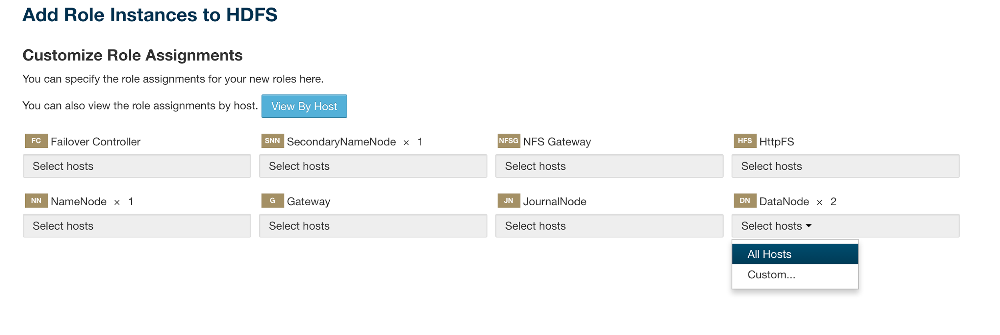 Add Role Instances to HDFS
Customize Role Assignments
You can specify the role assignments for your new roles here.
You can also view the role assignments by host. View By Host
FC Failover Controller
Select hosts
SNN SecondaryNameNode × 1
Select hosts
NFSG NFS Gateway
Select hosts
HFS HttpFS
Select hosts
NN NameNode × 1
Select hosts
G Gateway
Select hosts
JN JournalNode
Select hosts
DN DataNode × 2
Select hosts
All Hosts
Custom...